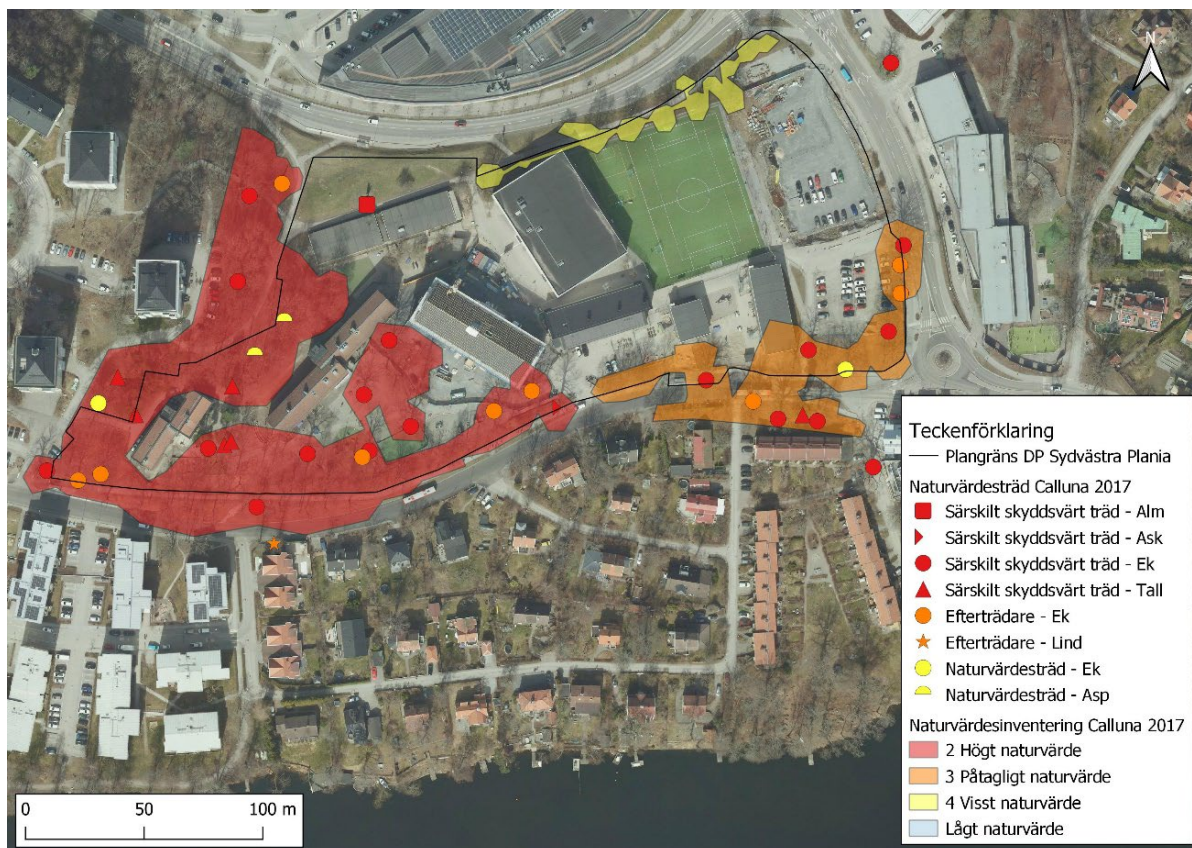 N
Teckenförklaring
Plangräns DP Sydvästra Plania
Naturvärdesträd Calluna 2017
Särskilt skyddsvärt träd - Alm
Särskilt skyddsvärt träd - Ask
Särskilt skyddsvärt träd - Ek
Särskilt skyddsvärt träd - Tall
Efterträdare - Ek
Efterträdare - Lind
Naturvärdesträd - Ek
Naturvärdesträd - Asp
Naturvärdesinventering Calluna 2017
2 Högt naturvärde
3 Påtagligt naturvärde
4 Visst naturvärde
Lågt naturvärde
0 50 100 m